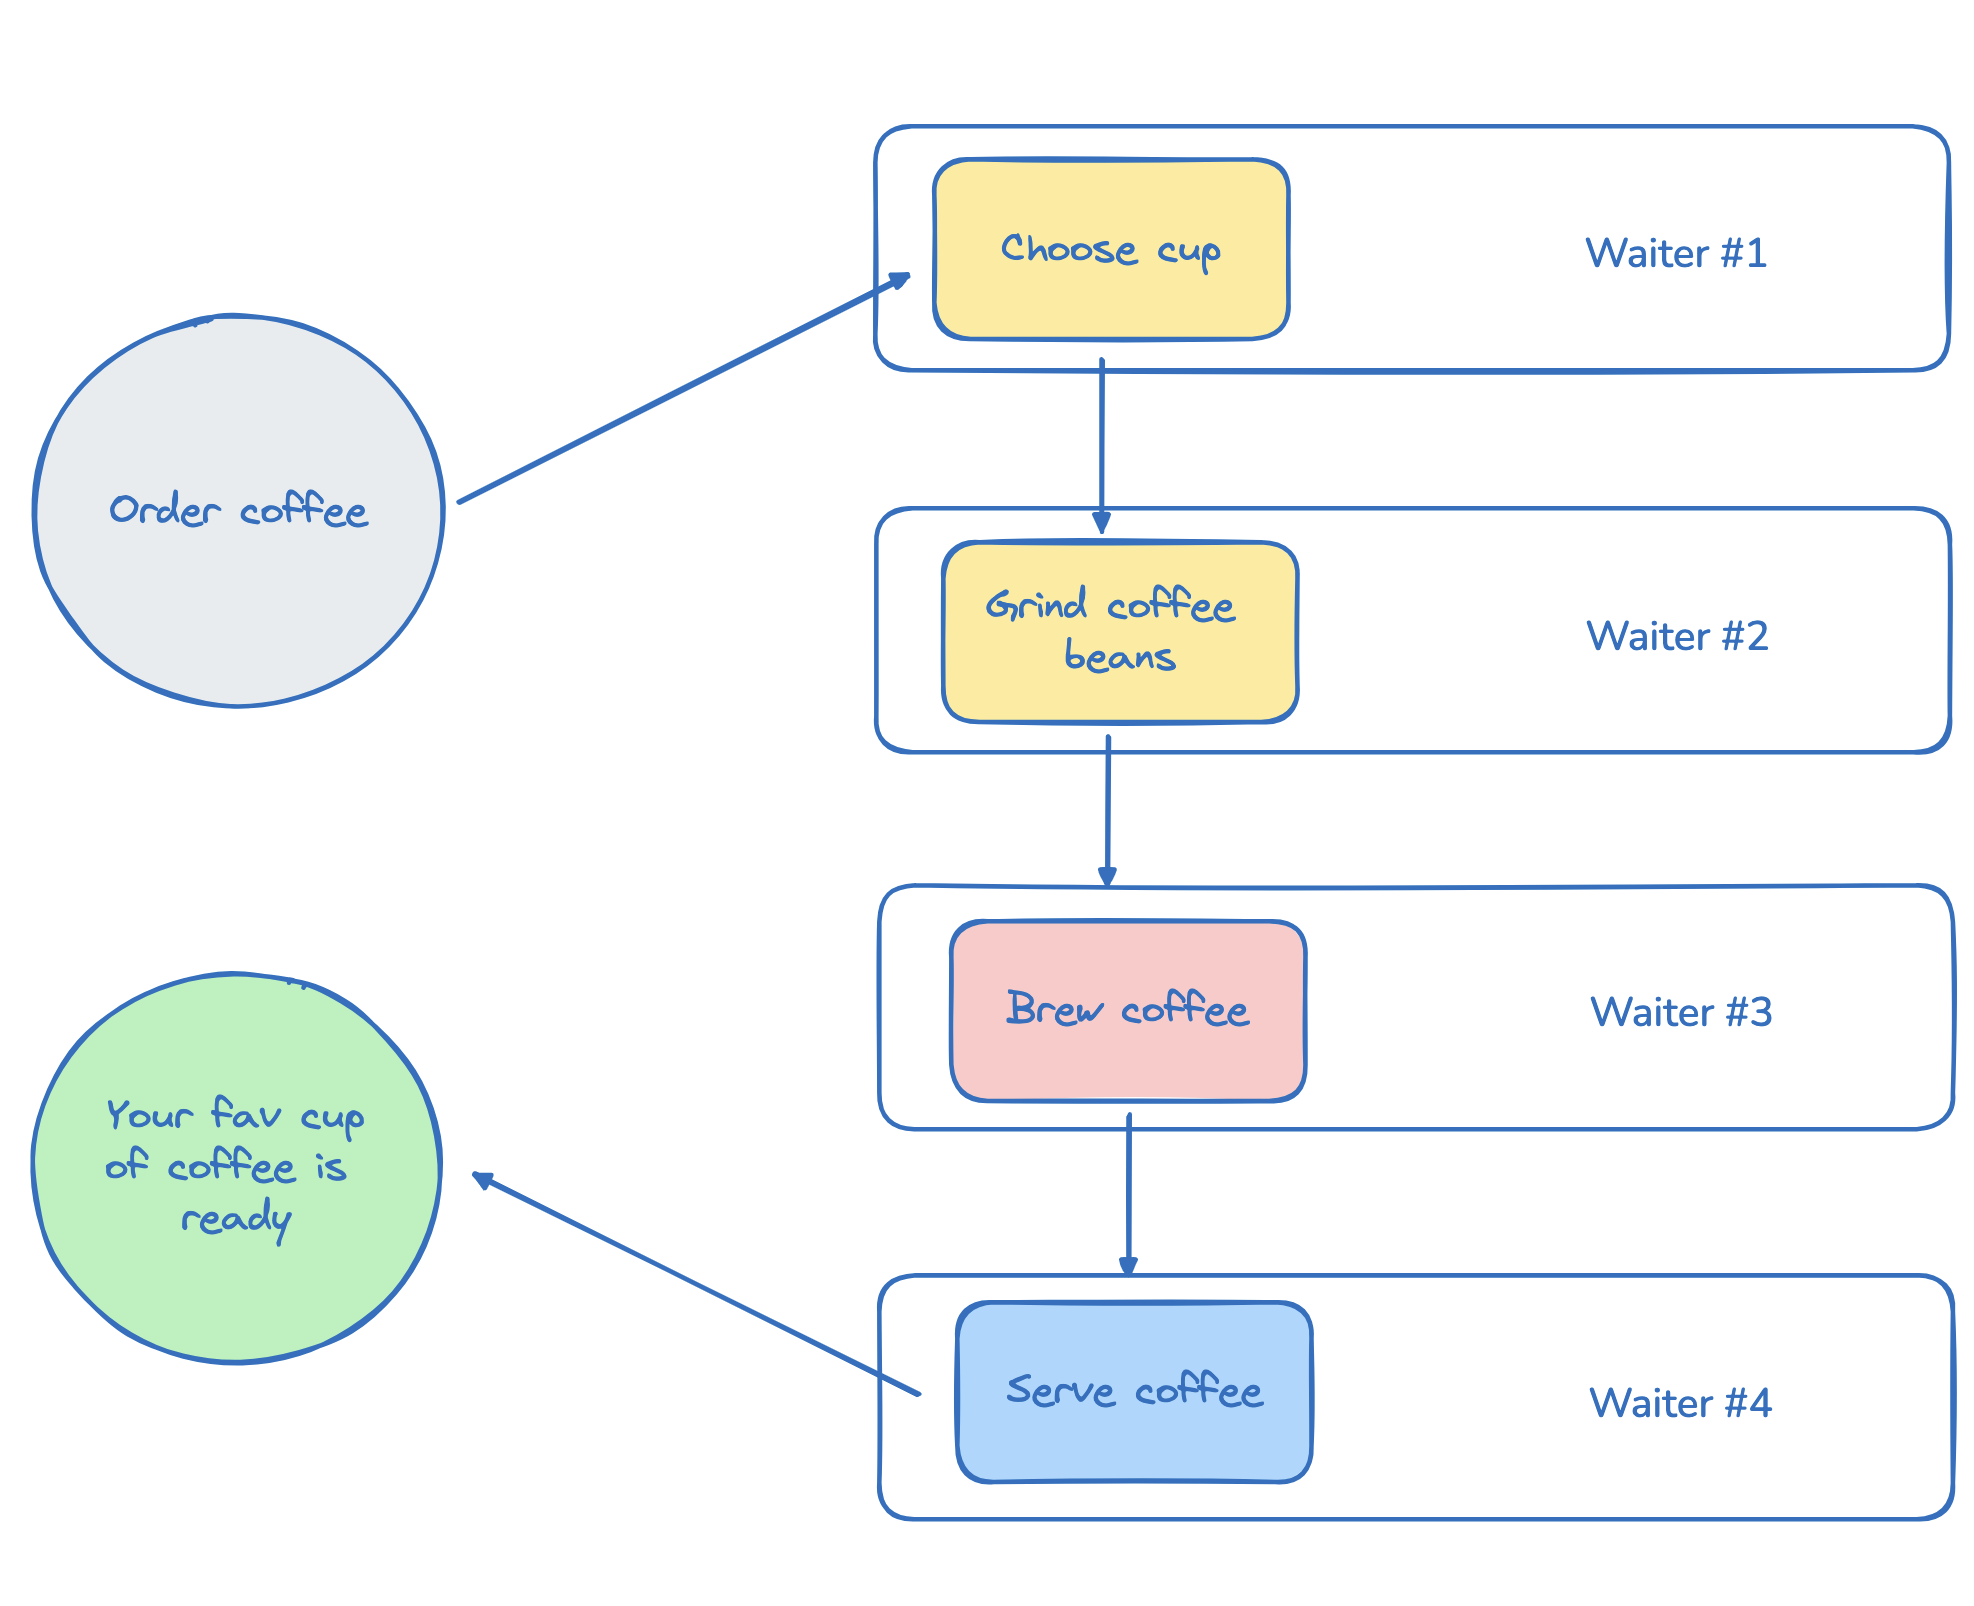 Order coffee
Choose cup
Waiter #1
Grind coffee
beans
Waiter #2
Brew coffee
Waiter #3
Serve coffee
Waiter #4
Your fav cup
of coffee is
ready